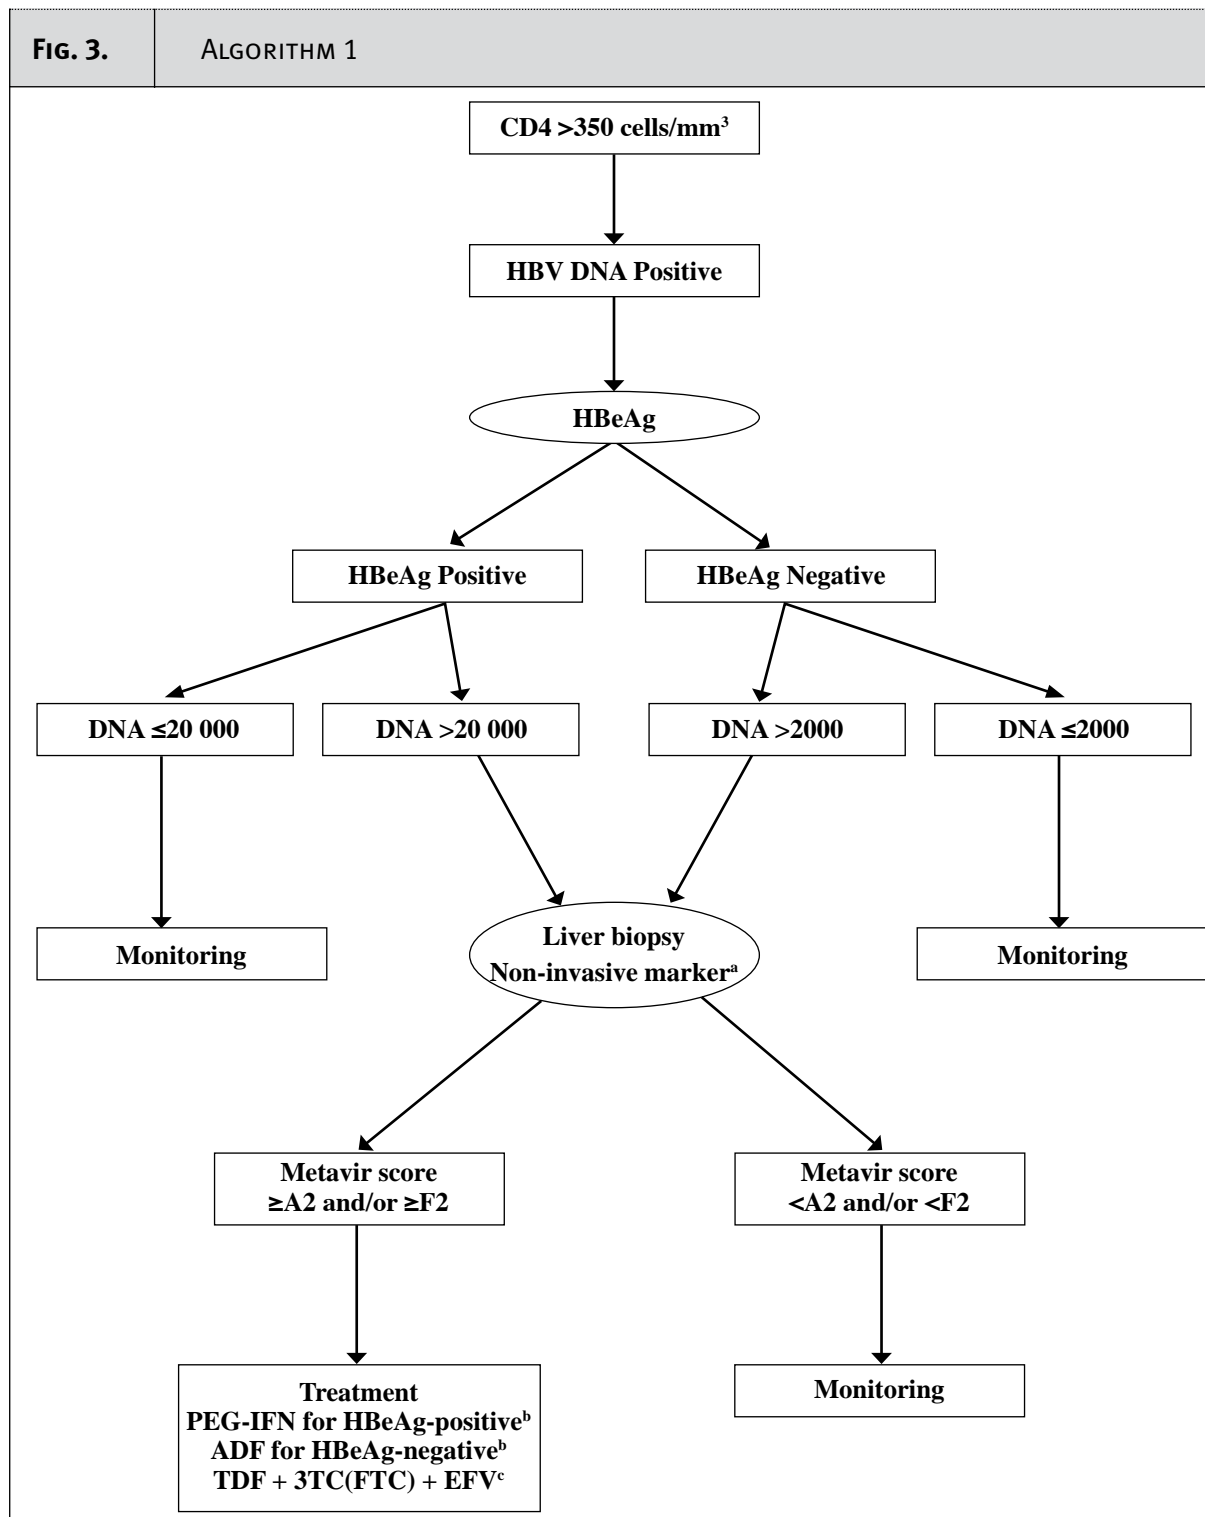 FIG. 3. ALGORITHM 1
CD4 >350 cells/mm³
HBV DNA Positive
HBeAg
HBeAg Positive HBeAg Negative
DNA ≤20 000 DNA >20 000 DNA >2000 DNA ≤2000
Monitoring
Liver biopsy
Non-invasive markerᵃ
Monitoring
Metavir score
≥A2 and/or ≥F2
Metavir score
<A2 and/or <F2
Treatment
PEG-IFN for HBeAg-positiveᵇ
ADF for HBeAg-negativeᵇ
TDF + 3TC(FTC) + EFVᶜ
Monitoring